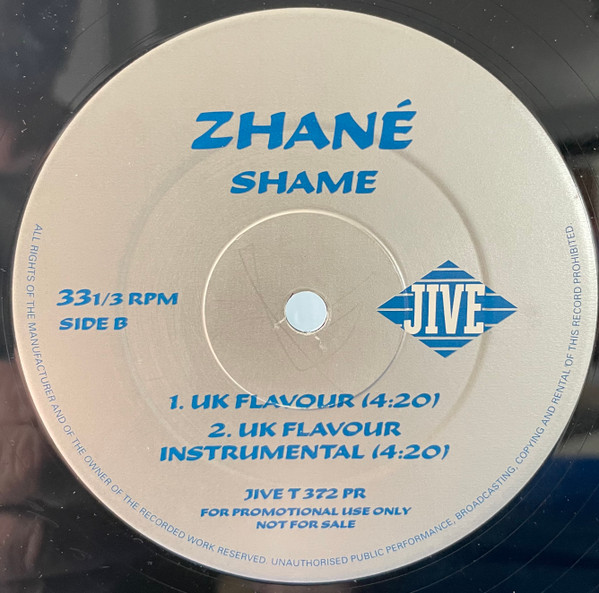 ZHANÉ
SHAME
33 1/3 RPM
SIDE B
JIVE
1. UK FLAVOUR (4:20)
2. UK FLAVOUR
INSTRUMENTAL (4:20)
JIVE T 372 PR
FOR PROMOTIONAL USE ONLY
NOT FOR SALE
ALL RIGHTS OF THE MANUFACTURER AND OF THE OWNER OF THE RECORDED WORK RESERVED. UNAUTHORISED PUBLIC PERFORMANCE, BROADCASTING, COPYING AND RENTAL OF THIS RECORD PROHIBITED.